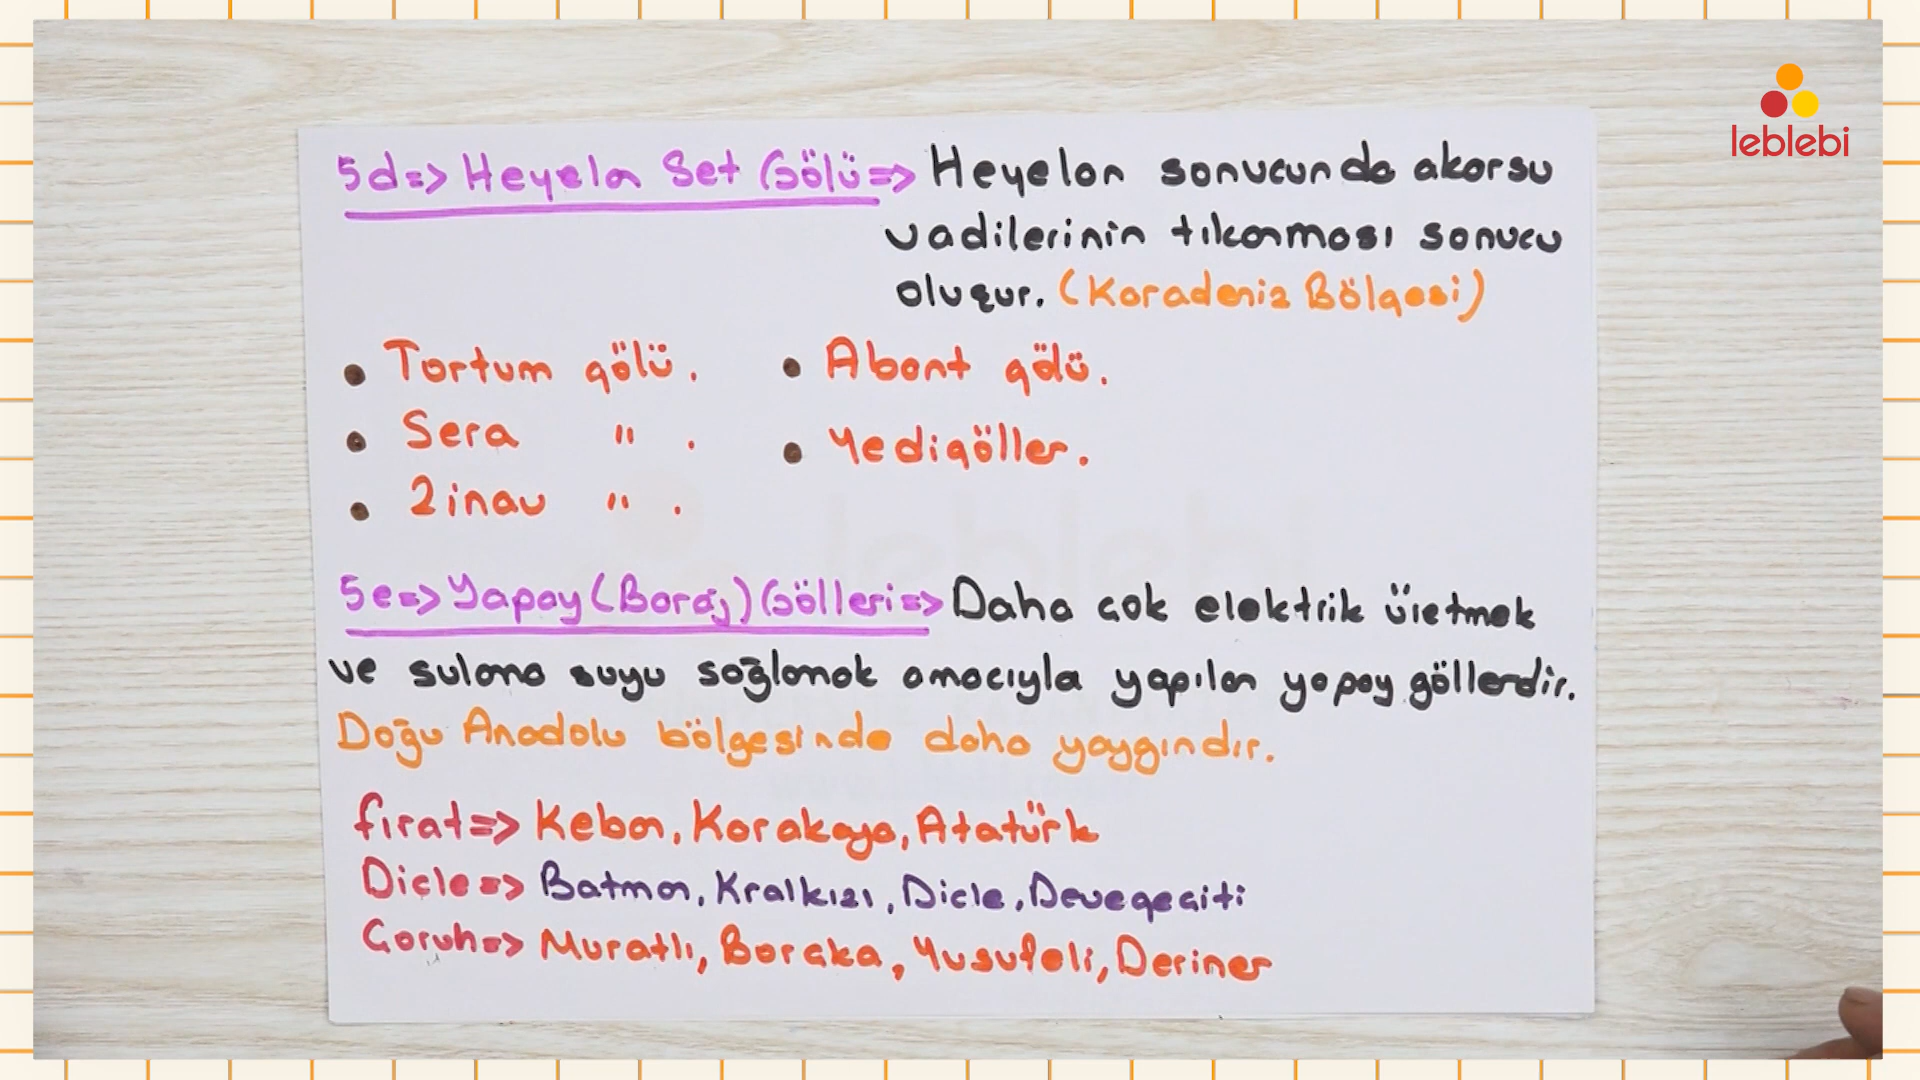 leblebi
5d=> Heyelan Set Gölü=> Heyelan sonucunda akarsu
vadilerinin tıkanması sonucu
oluşur. (Karadeniz Bölgesi)
• Tortum gölü.
• Sera " .
• Zinav " .
• Abant gölü.
• Yedigöller.
5e=> Yapay (Baraj) Gölleri=> Daha çok elektrik üretmek
ve sulama suyu sağlamak amacıyla yapılan yapay göllerdir.
Doğu Anadolu bölgesinde daha yaygındır.
fırat=> Keban, Karakaya, Atatürk
Dicle=> Batman, Kralkızı, Dicle, Devegeçiti
Çoruh=> Muratlı, Borçka, Yusufeli, Deriner